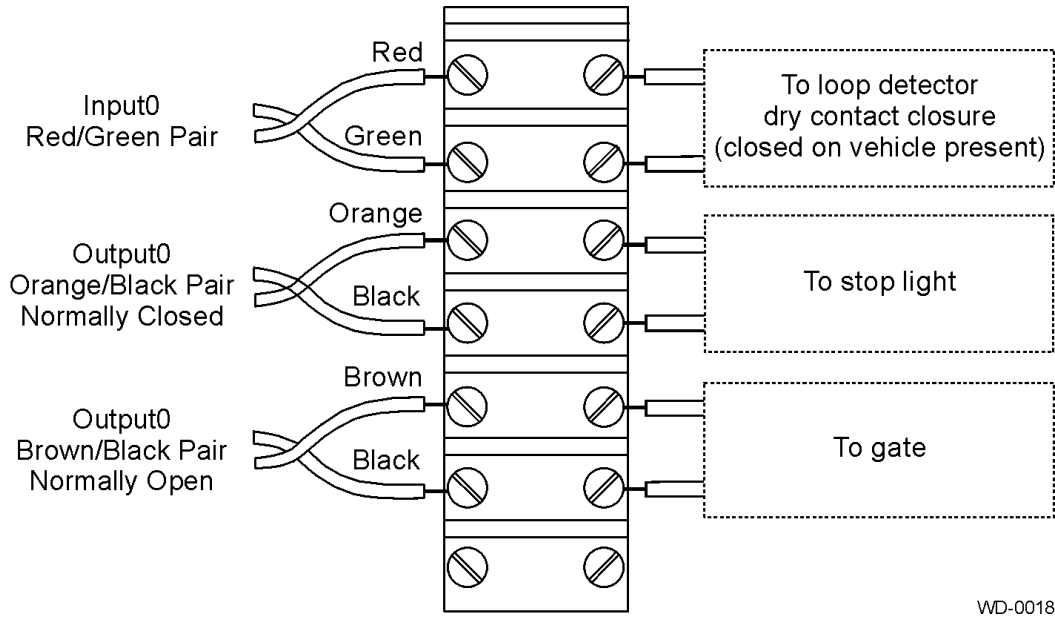 Red
Input0
Red/Green Pair
Green
To loop detector
dry contact closure
(closed on vehicle present)
Orange
Output0
Orange/Black Pair
Normally Closed
Black
To stop light
Brown
Output0
Brown/Black Pair
Normally Open
Black
To gate
WD-0018